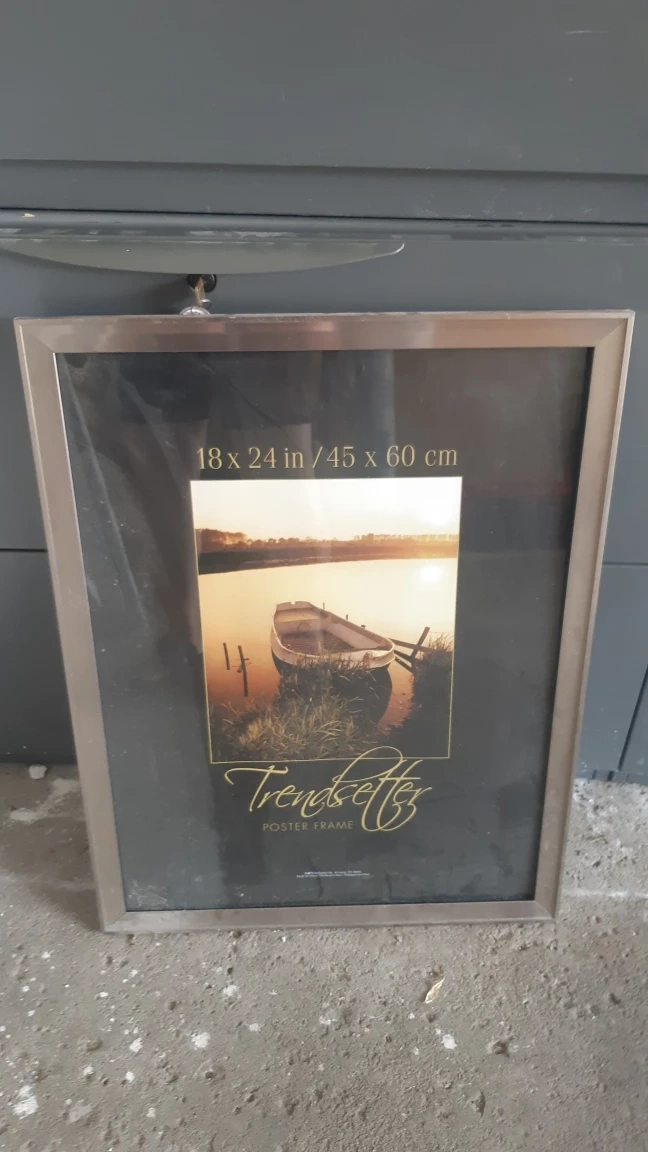 18 x 24 in / 45 x 60 cm
Trendsetter
POSTER FRAME